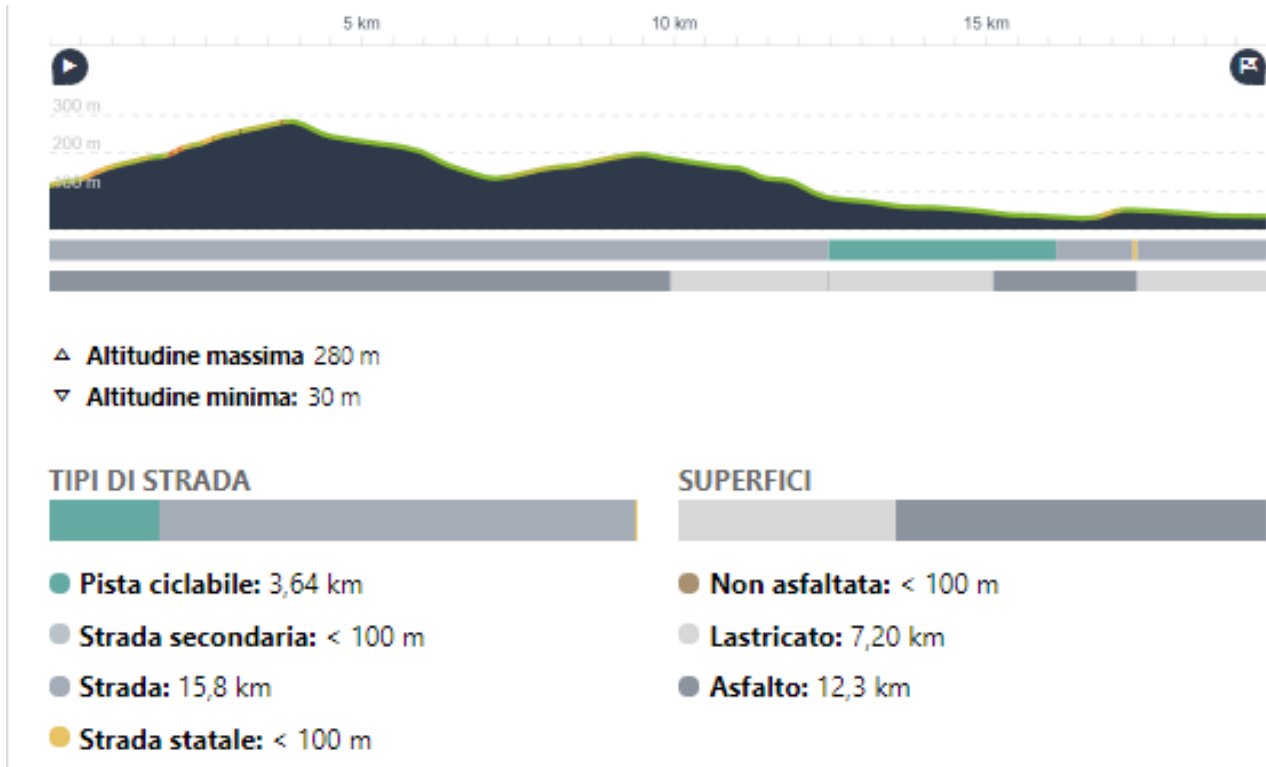 5 km 10 km 15 km
300 m
200 m
100 m
Altitudine massima 280 m
Altitudine minima: 30 m
TIPI DI STRADA
Pista ciclabile: 3,64 km
Strada secondaria: < 100 m
Strada: 15,8 km
Strada statale: < 100 m
SUPERFICI
Non asfaltata: < 100 m
Lastricato: 7,20 km
Asfalto: 12,3 km